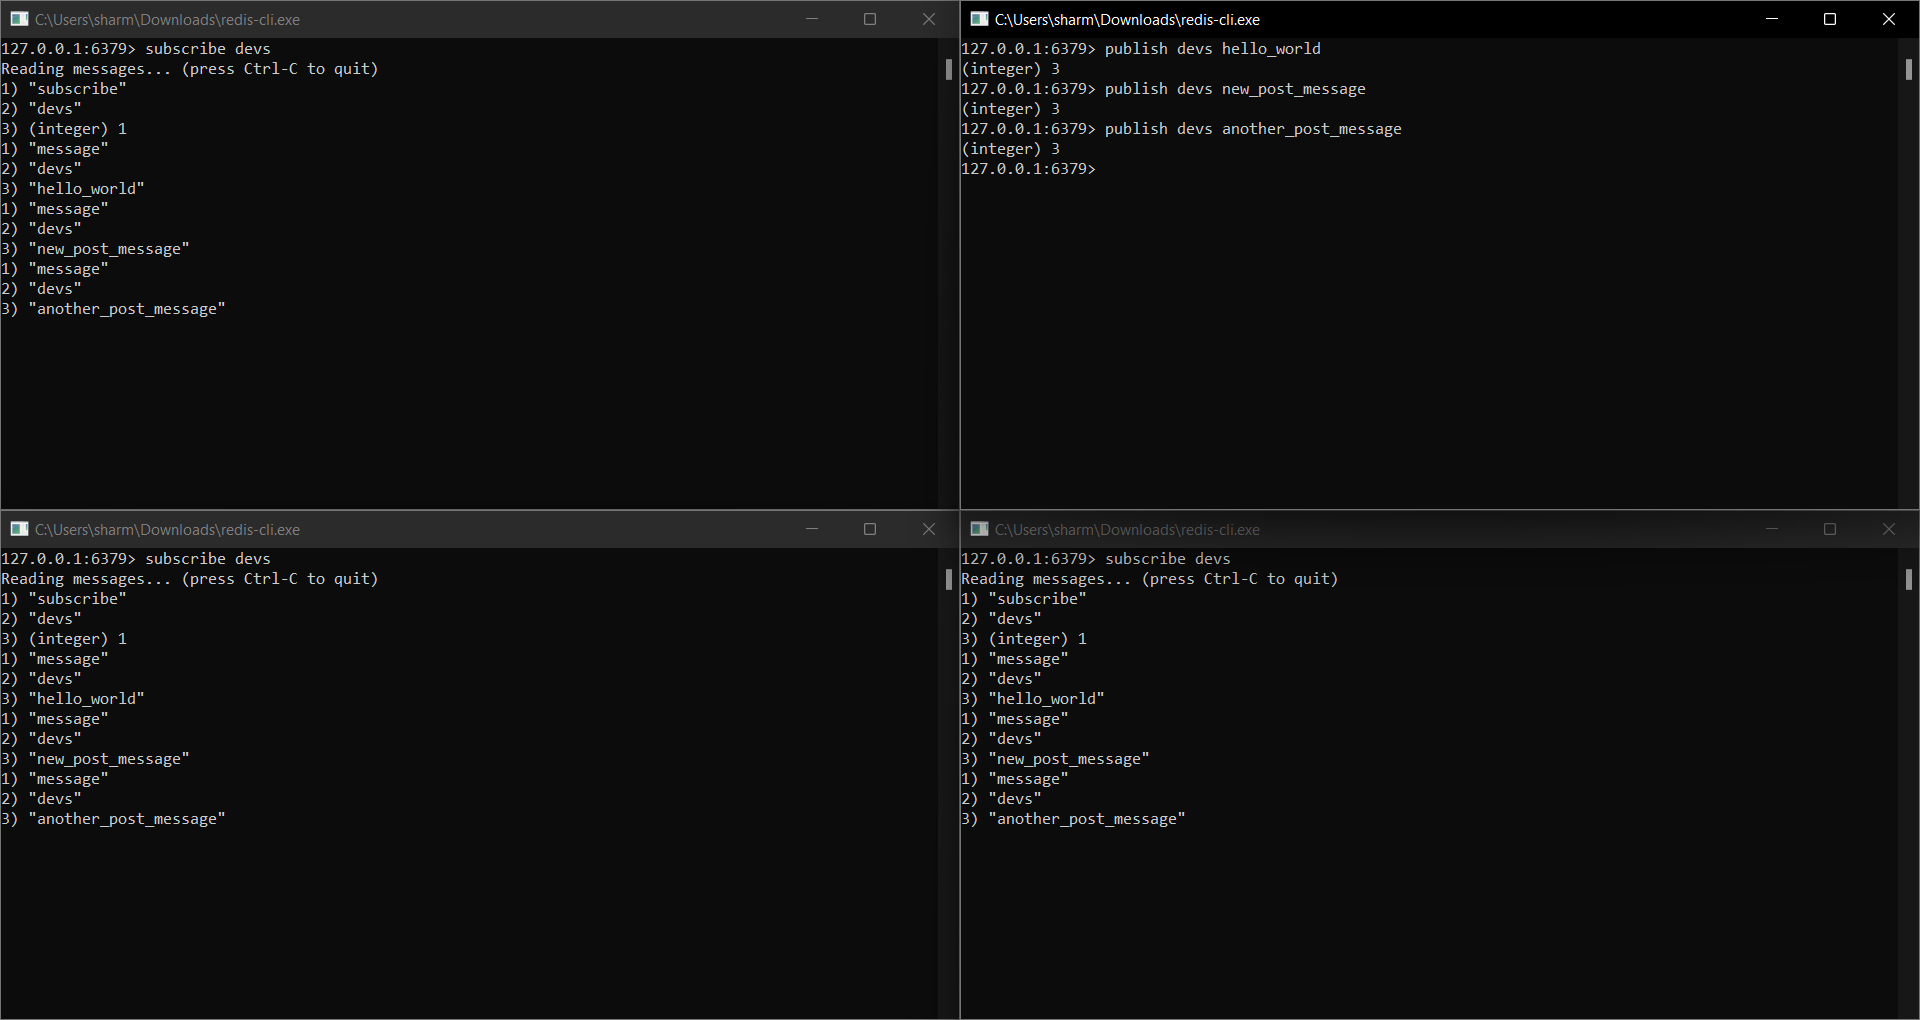 C:\Users\sharm\Downloads\redis-cli.exe
127.0.0.1:6379> subscribe devs
Reading messages... (press Ctrl-C to quit)
1) "subscribe"
2) "devs"
3) (integer) 1
1) "message"
2) "devs"
3) "hello_world"
1) "message"
2) "devs"
3) "new_post_message"
1) "message"
2) "devs"
3) "another_post_message"
C:\Users\sharm\Downloads\redis-cli.exe
127.0.0.1:6379> publish devs hello_world
(integer) 3
127.0.0.1:6379> publish devs new_post_message
(integer) 3
127.0.0.1:6379> publish devs another_post_message
(integer) 3
127.0.0.1:6379>
C:\Users\sharm\Downloads\redis-cli.exe
127.0.0.1:6379> subscribe devs
Reading messages... (press Ctrl-C to quit)
1) "subscribe"
2) "devs"
3) (integer) 1
1) "message"
2) "devs"
3) "hello_world"
1) "message"
2) "devs"
3) "new_post_message"
1) "message"
2) "devs"
3) "another_post_message"
C:\Users\sharm\Downloads\redis-cli.exe
127.0.0.1:6379> subscribe devs
Reading messages... (press Ctrl-C to quit)
1) "subscribe"
2) "devs"
3) (integer) 1
1) "message"
2) "devs"
3) "hello_world"
1) "message"
2) "devs"
3) "new_post_message"
1) "message"
2) "devs"
3) "another_post_message"